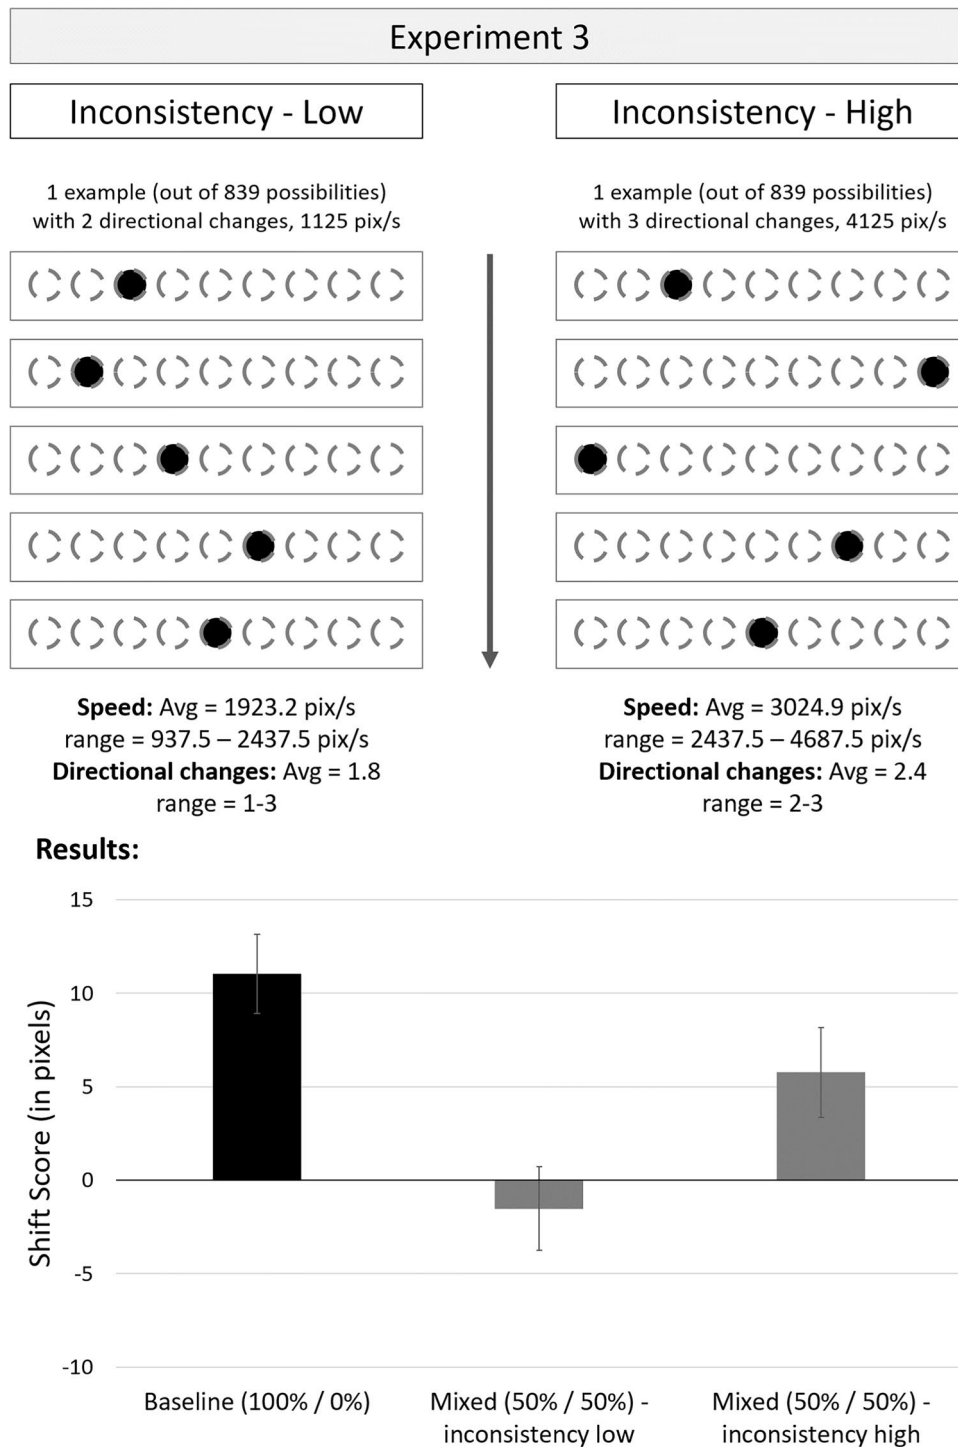 Experiment 3
Inconsistency - Low
Inconsistency - High
1 example (out of 839 possibilities)
with 2 directional changes, 1125 pix/s
1 example (out of 839 possibilities)
with 3 directional changes, 4125 pix/s
Speed: Avg = 1923.2 pix/s
range = 937.5 – 2437.5 pix/s
Directional changes: Avg = 1.8
range = 1-3
Speed: Avg = 3024.9 pix/s
range = 2437.5 – 4687.5 pix/s
Directional changes: Avg = 2.4
range = 2-3
Results:
Shift Score (in pixels)
15
10
5
0
-5
-10
Baseline (100% / 0%)
Mixed (50% / 50%) -
inconsistency low
Mixed (50% / 50%) -
inconsistency high